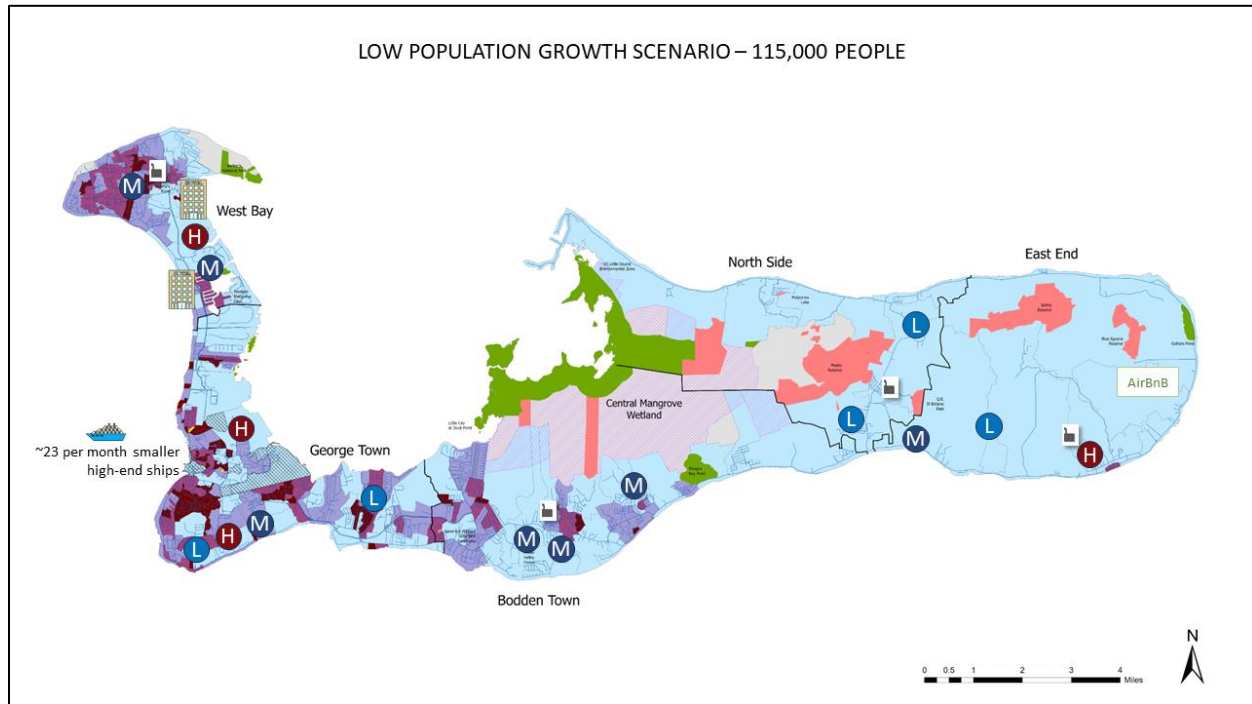 LOW POPULATION GROWTH SCENARIO – 115,000 PEOPLE
M
West Bay
H
M
~23 per month smaller
high-end ships
H
George Town
L
H
M
L
North Side
East End
L
AirBnB
Central Mangrove
Wetland
L
M
L
H
M
M
M
Bodden Town
N
0 0.5 1 2 3 4
Miles